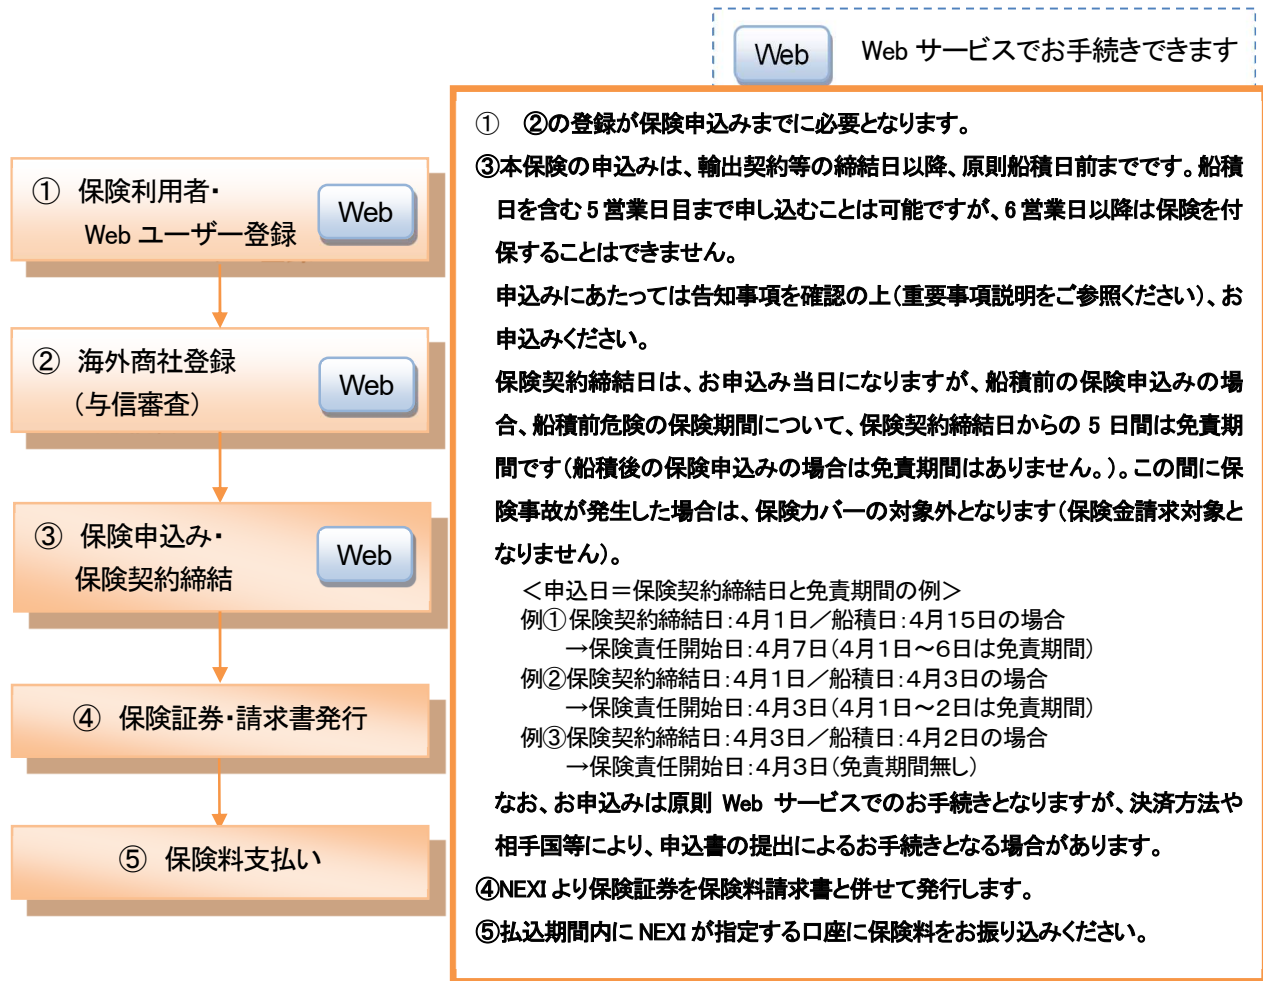 Web
Web サービスでお手続きできます
① 保険利用者・
Web ユーザー登録
Web
② 海外商社登録
（与信審査）
Web
③ 保険申込み・
保険契約締結
Web
④ 保険証券・請求書発行
⑤ 保険料支払い
① ②の登録が保険申込みまでに必要となります。
③本保険の申込みは、輸出契約等の締結日以降、原則船積日前までです。船積
日を含む 5 営業日目まで申し込むことは可能ですが、6 営業日以降は保険を付
保することはできません。
申込みにあたっては告知事項を確認の上（重要事項説明をご参照ください）、お
申込みください。
保険契約締結日は、お申込み当日になりますが、船積前の保険申込みの場
合、船積前危険の保険期間について、保険契約締結日からの 5 日間は免責期
間です（船積後の保険申込みの場合は免責期間はありません。）。この間に保
険事故が発生した場合は、保険カバーの対象外となります（保険金請求対象と
なりません）。
＜申込日＝保険契約締結日と免責期間の例＞
例①保険契約締結日：４月１日／船積日：４月１５日の場合
→保険責任開始日：４月７日（４月１日～６日は免責期間）
例②保険契約締結日：４月１日／船積日：４月３日の場合
→保険責任開始日：４月３日（４月１日～２日は免責期間）
例③保険契約締結日：４月３日／船積日：４月２日の場合
→保険責任開始日：４月３日（免責期間無し）
なお、お申込みは原則 Web サービスでのお手続きとなりますが、決済方法や
相手国等により、申込書の提出によるお手続きとなる場合があります。
④NEXI より保険証券を保険料請求書と併せて発行します。
⑤払込期間内に NEXI が指定する口座に保険料をお振り込みください。